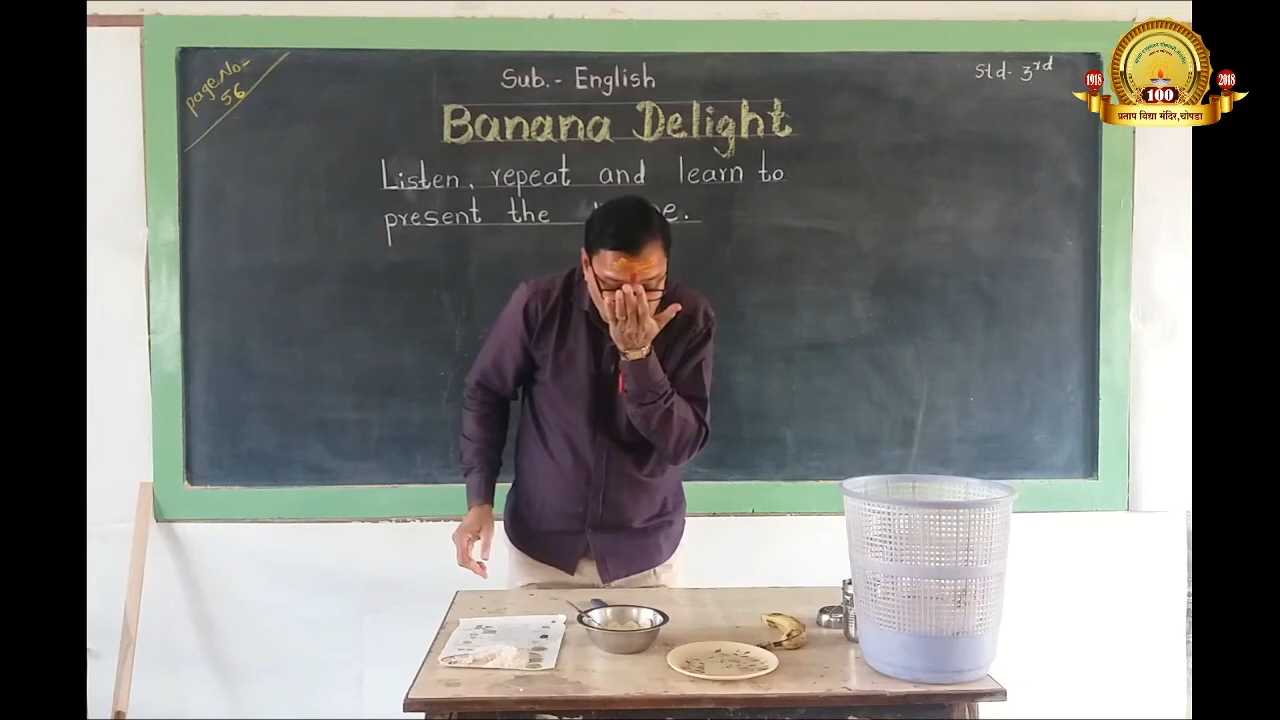 page No-
56
Sub.- English
Std. 3rd
Banana Delight
Listen, repeat and learn to
present the
1918
2018
100
प्रताप विद्या मंदिर,चोपडा